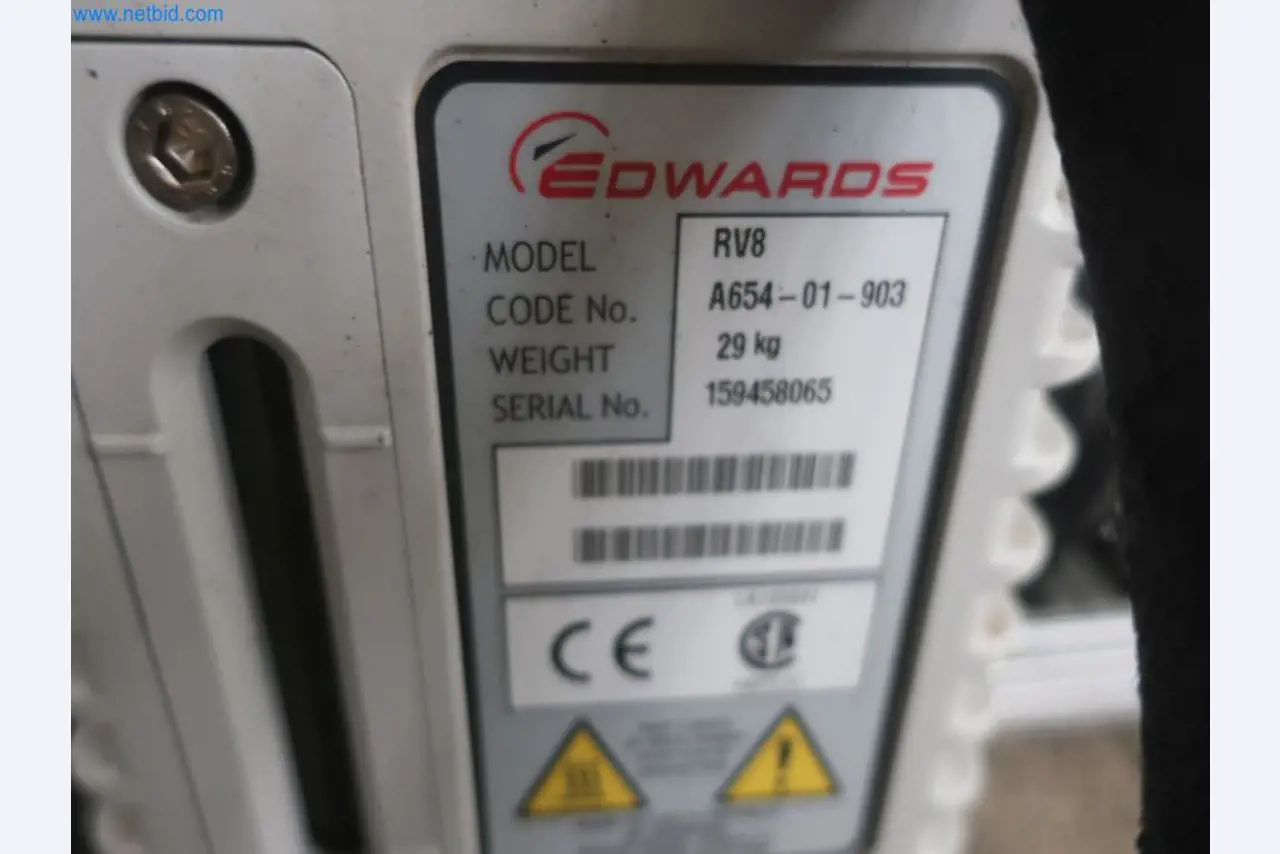 www.netbid.com
EDWARDS
MODEL RV8
CODE No. A654-01-903
WEIGHT 29 kg
SERIAL No. 159458065
CE